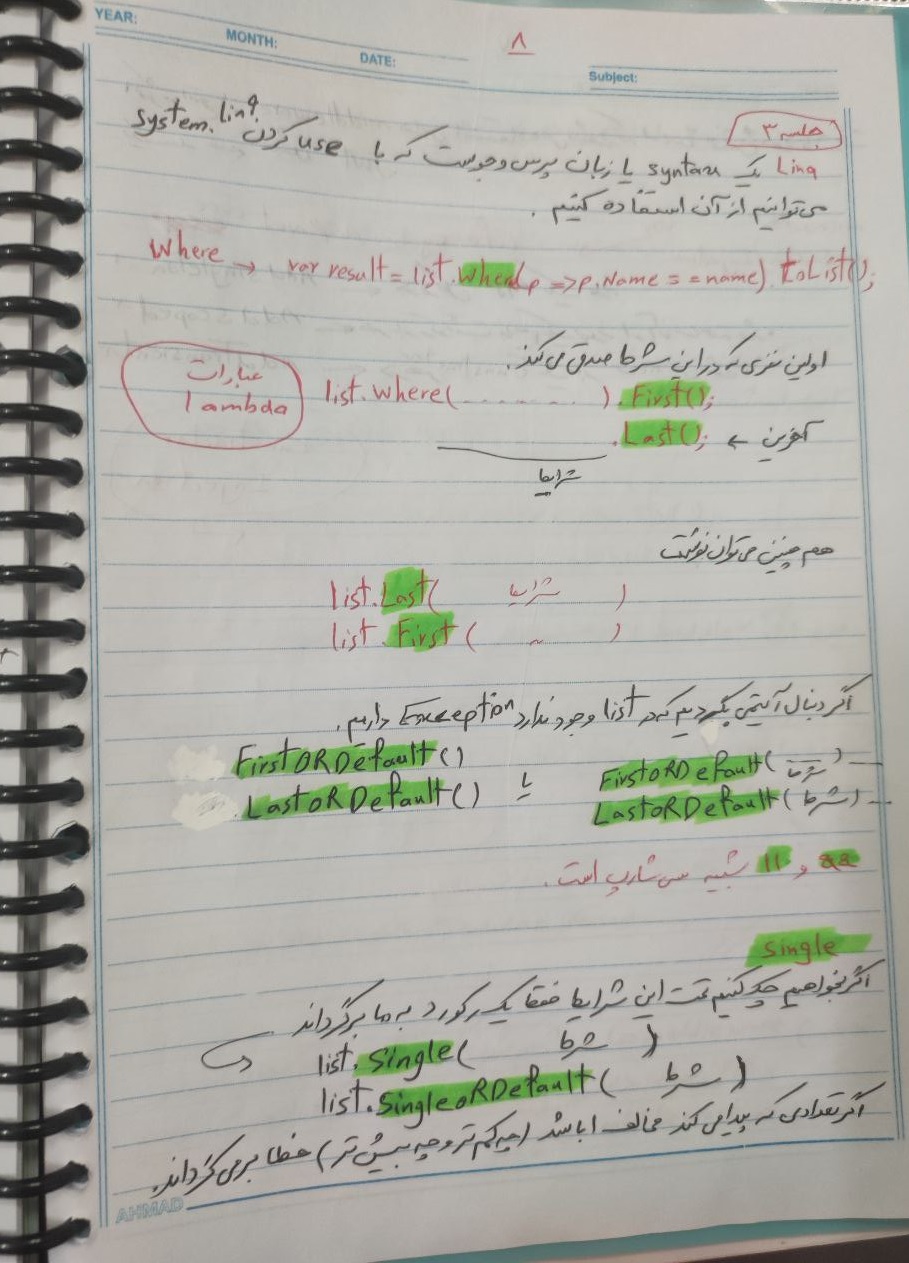 YEAR:
MONTH:
DATE:
۸
Subject:
جلسه ۳
Linq یک syntax یا زبان پرس و جوست که با use کردن system.linq
می‌توانیم از آن استفاده کنیم .
Where → var result = list.Where(p => p.Name == name).toList();
اولین سری که در این شرط صدق می‌کند.
list.where( ........ ).First();
عبارات
lambda
آخرین ← .Last();
شرایط
هم چنین می‌توان نوشت
list.Last( شرایط )
list.First( ~ )
اگر دنبال آیتمی بگردیم که در list وجود ندارد Exception داریم.
FirstORDefault() یا FirstORDefault(شرط)
LastORDefault() LastORDefault(شرط)
&& و || شبیه سی شارپ است .
Single
اگر بخواهیم چک کنیم تحت این شرایط فقط یک رکورد به ما برگرداند
list.Single( شرط )
list.SingleORDefault( شرط )
اگر تعدادی که پیدا می کند مخالف ۱ باشد (چه کم تر و چه بیش تر) خطا بر می گرداند.
AHMAD